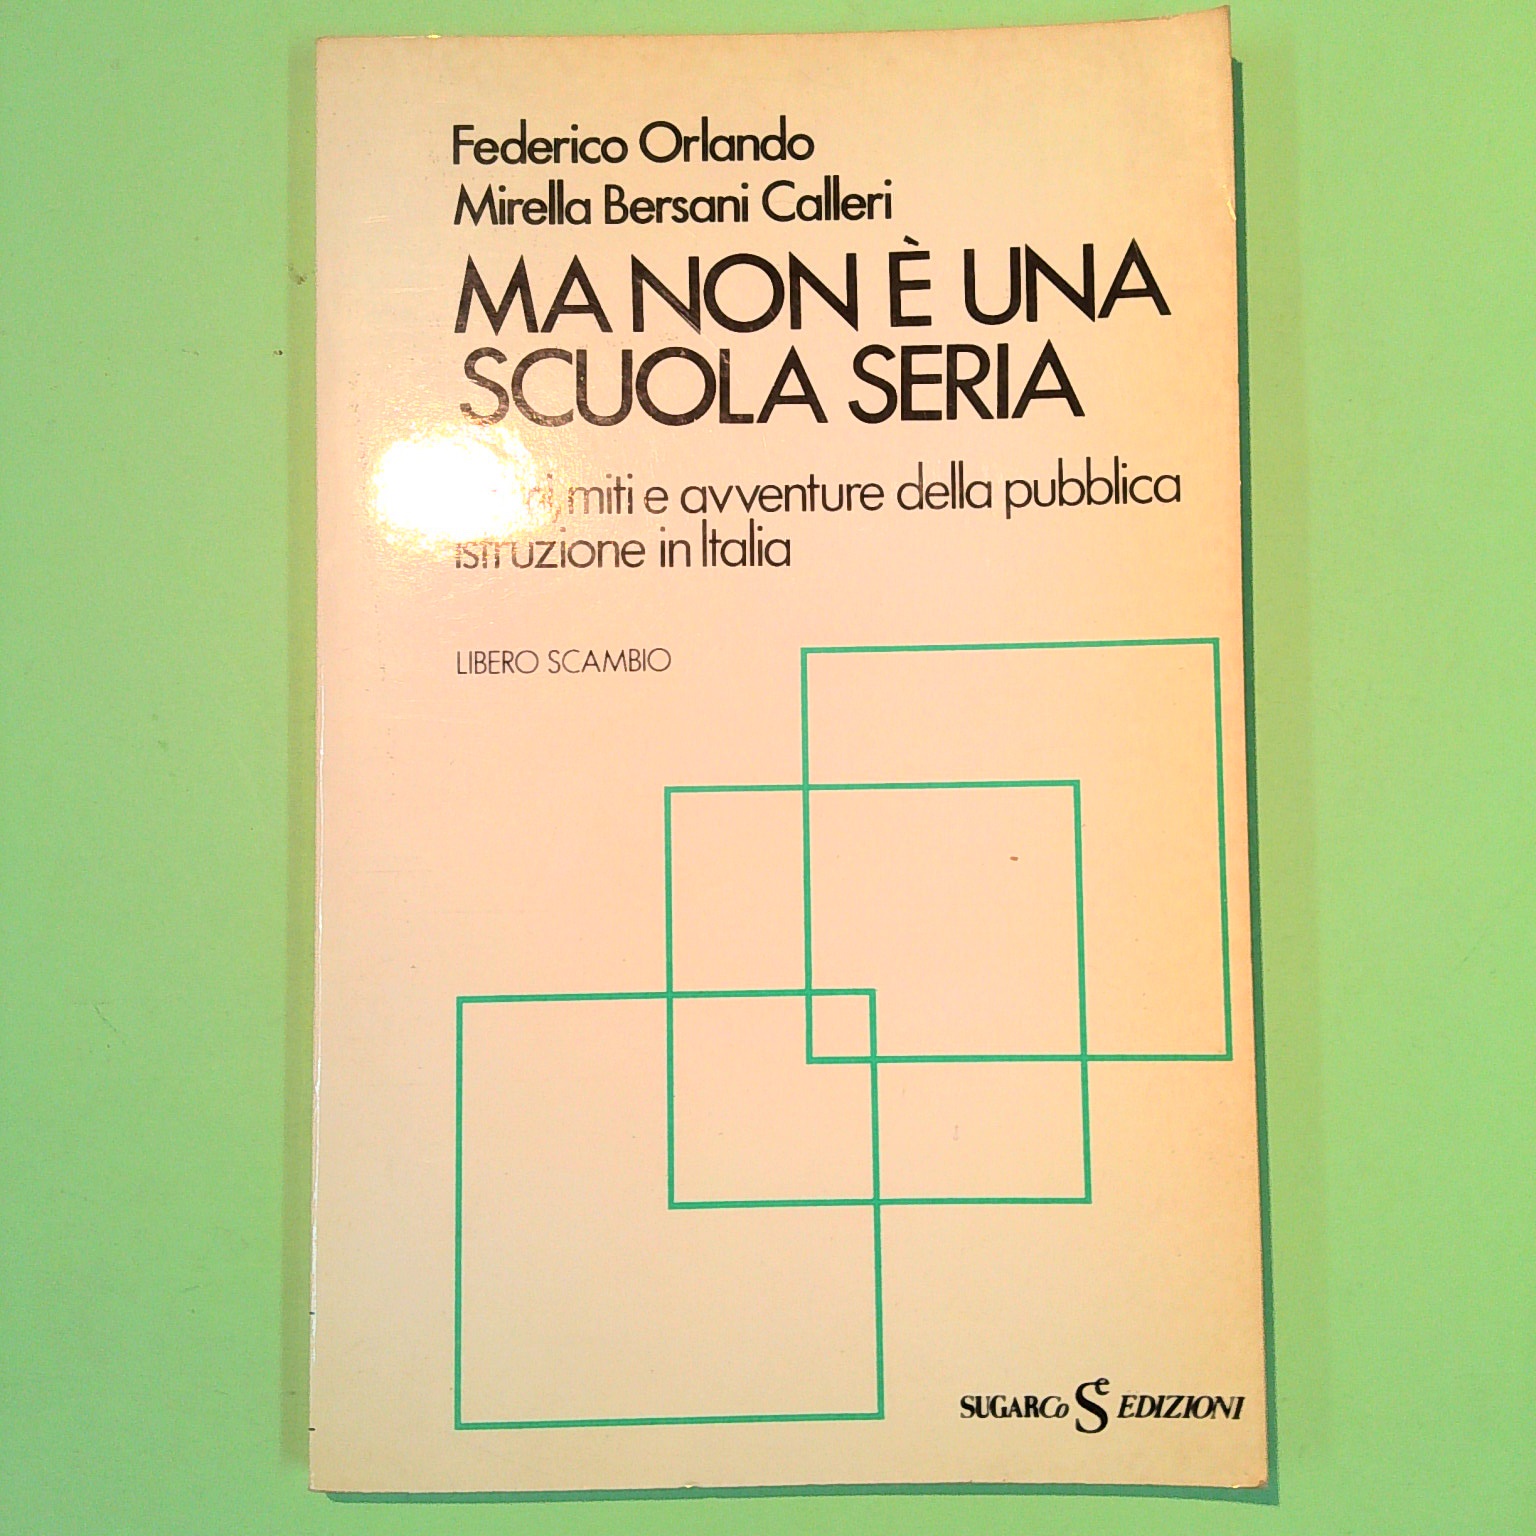 Federico Orlando
Mirella Bersani Calleri
MA NON È UNA
SCUOLA SERIA
miti e avventure della pubblica
istruzione in Italia
LIBERO SCAMBIO
SUGARCo Se EDIZIONI